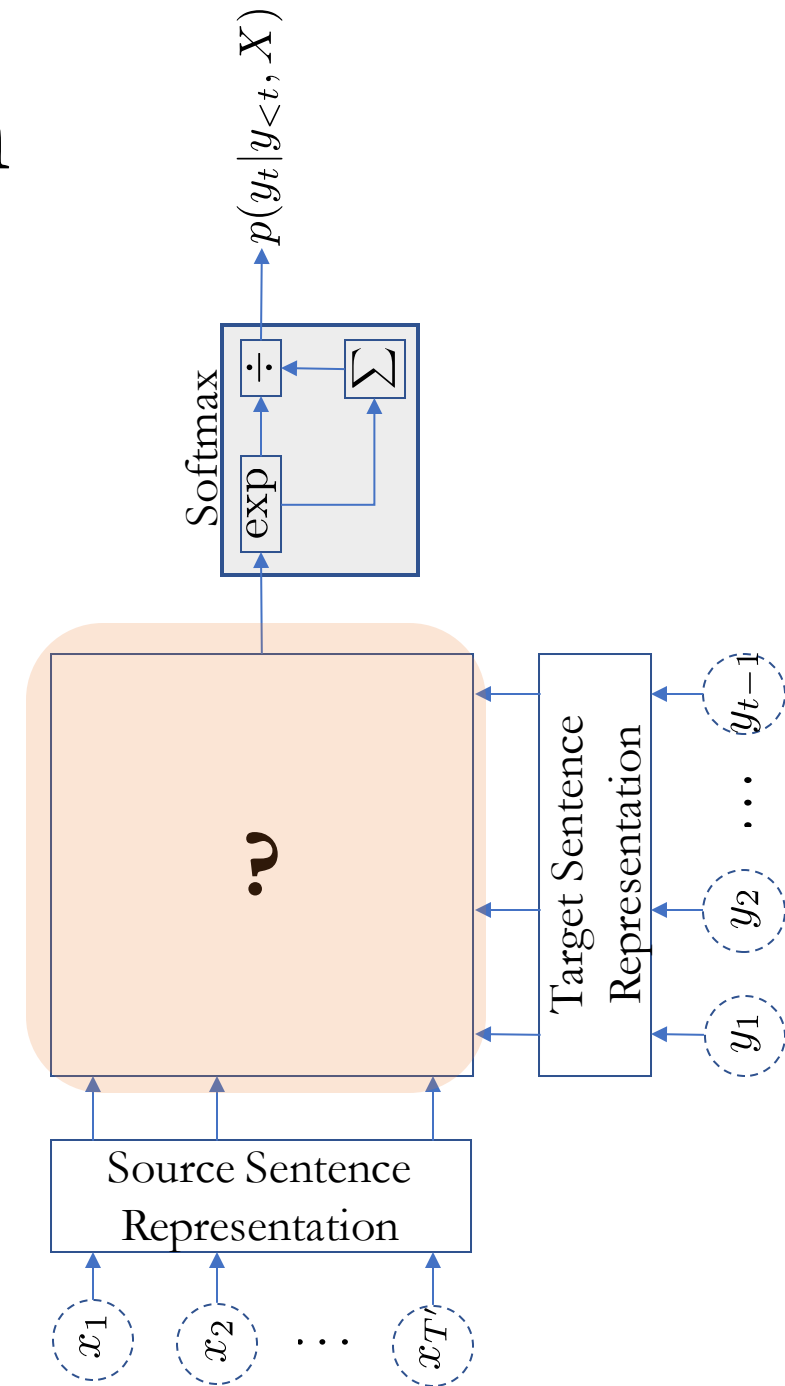 p(y_t|y_{<t}, X)
Softmax
exp
÷
∑
?
Source Sentence
Representation
x_1
x_2
...
x_{T'}
Target Sentence
Representation
y_1
y_2
...
y_{t-1}